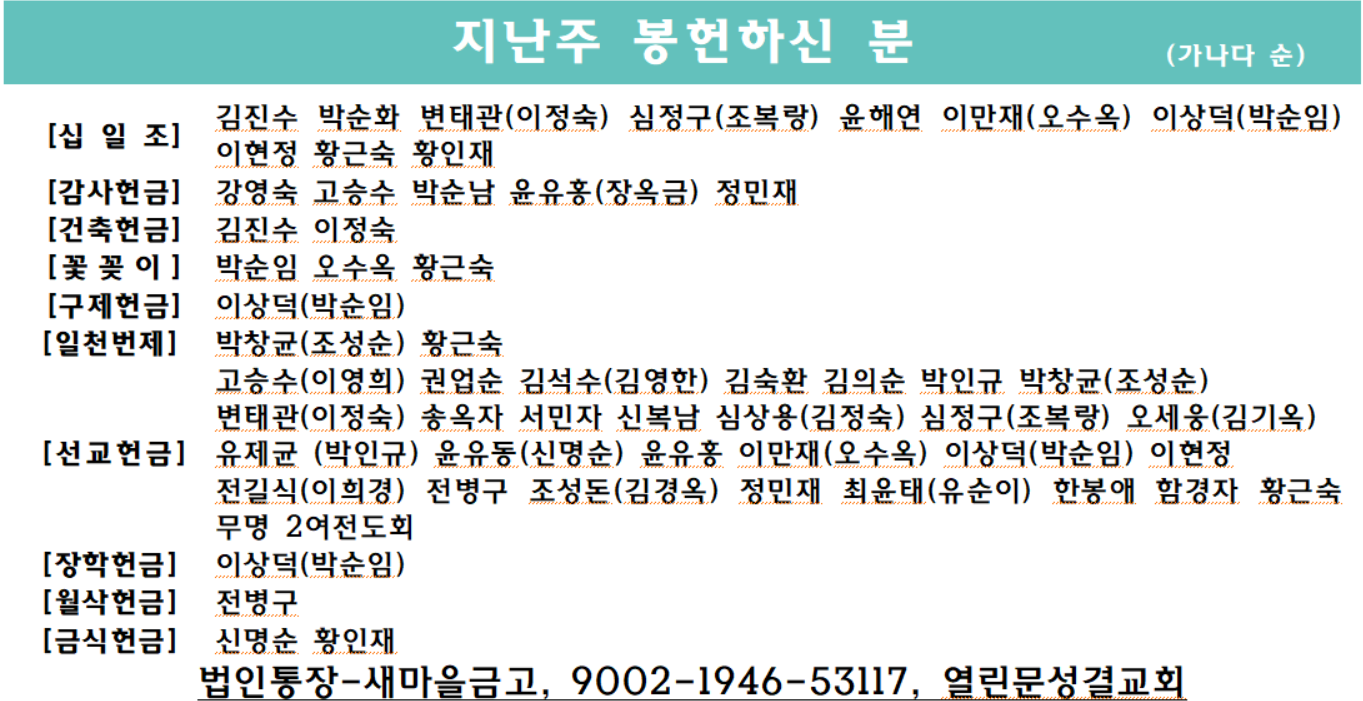 지난주 봉헌하신 분 (가나다 순)
[십 일 조] 김진수 박순화 변태관(이정숙) 심정구(조복랑) 윤해연 이만재(오수옥) 이상덕(박순임)
이현정 황근숙 황인재
[감사헌금] 강영숙 고승수 박순남 윤유홍(장옥금) 정민재
[건축헌금] 김진수 이정숙
[꽃 꽂 이] 박순임 오수옥 황근숙
[구제헌금] 이상덕(박순임)
[일천번제] 박창균(조성순) 황근숙
고승수(이영희) 권업순 김석수(김영한) 김숙환 김의순 박인규 박창균(조성순)
변태관(이정숙) 송옥자 서민자 신복남 심상용(김정숙) 심정구(조복랑) 오세웅(김기옥)
[선교헌금] 유제균 (박인규) 윤유동(신명순) 윤유홍 이만재(오수옥) 이상덕(박순임) 이현정
전길식(이희경) 전병구 조성돈(김경옥) 정민재 최윤태(유순이) 한봉애 함경자 황근숙
무명 2여전도회
[장학헌금] 이상덕(박순임)
[월삭헌금] 전병구
[금식헌금] 신명순 황인재
법인통장-새마을금고, 9002-1946-53117, 열린문성결교회